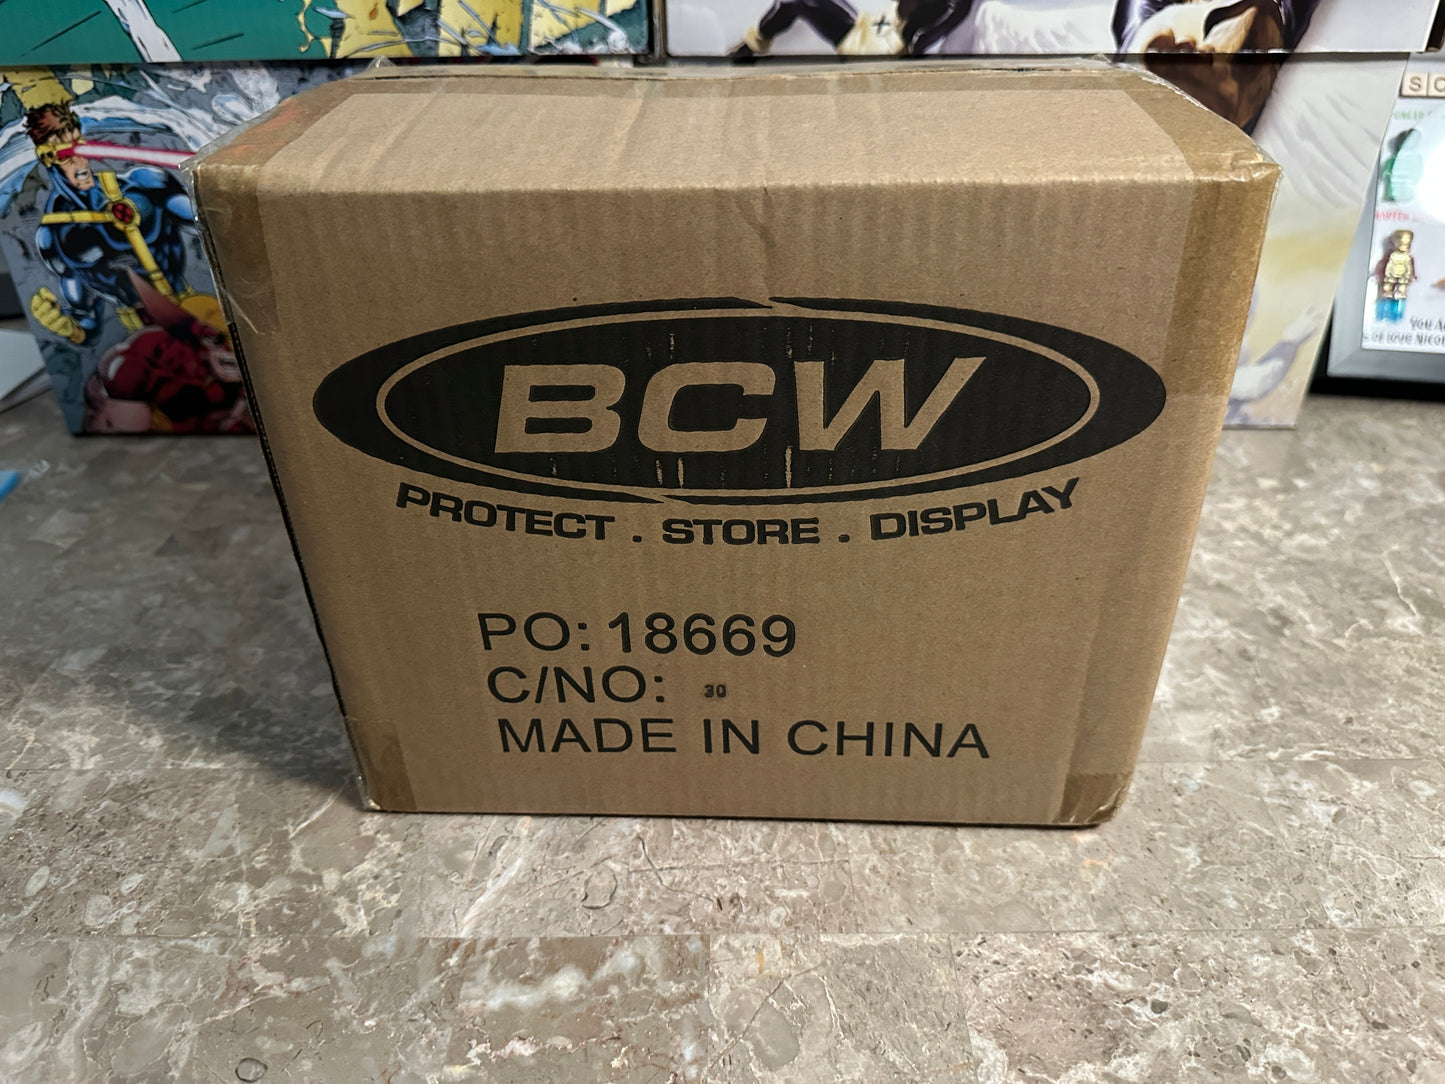 BCW
PROTECT . STORE . DISPLAY
PO: 18669
C/NO: 30
MADE IN CHINA